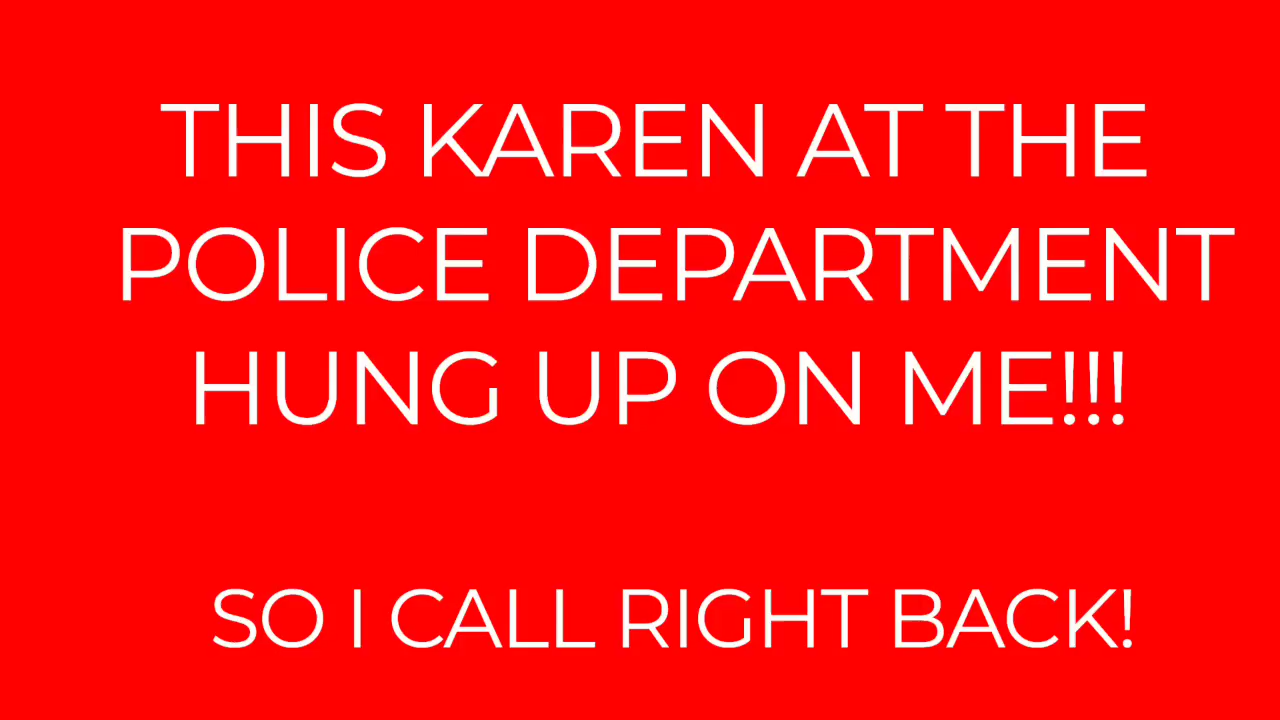 THIS KAREN AT THE
POLICE DEPARTMENT
HUNG UP ON ME!!!
SO I CALL RIGHT BACK!